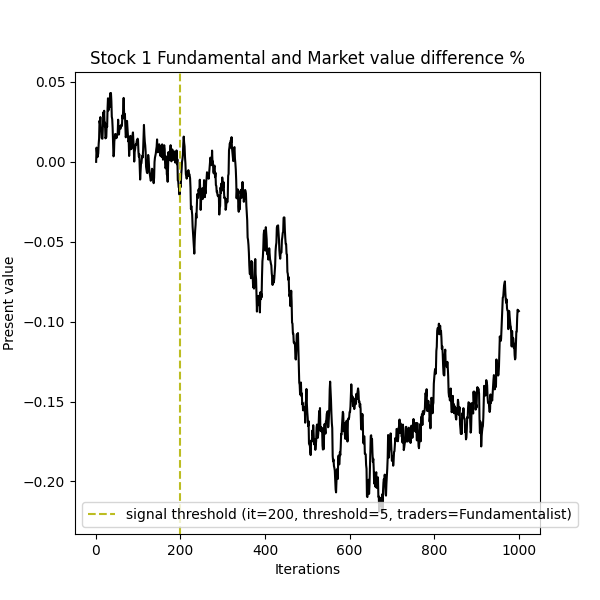 Stock 1 Fundamental and Market value difference %
0.05
0.00
−0.05
−0.10
−0.15
−0.20
Present value
signal threshold (it=200, threshold=5, traders=Fundamentalist)
0 200 400 600 800 1000
Iterations